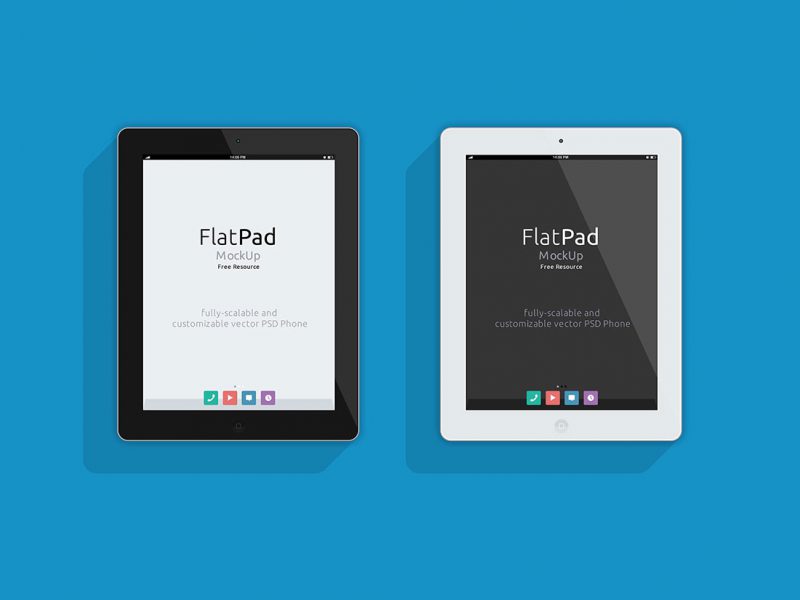 14:05 PM
FlatPad
MockUp
Free Resource
fully-scalable and
customizable vector PSD Phone
14:05 PM
FlatPad
MockUp
Free Resource
fully-scalable and
customizable vector PSD Phone